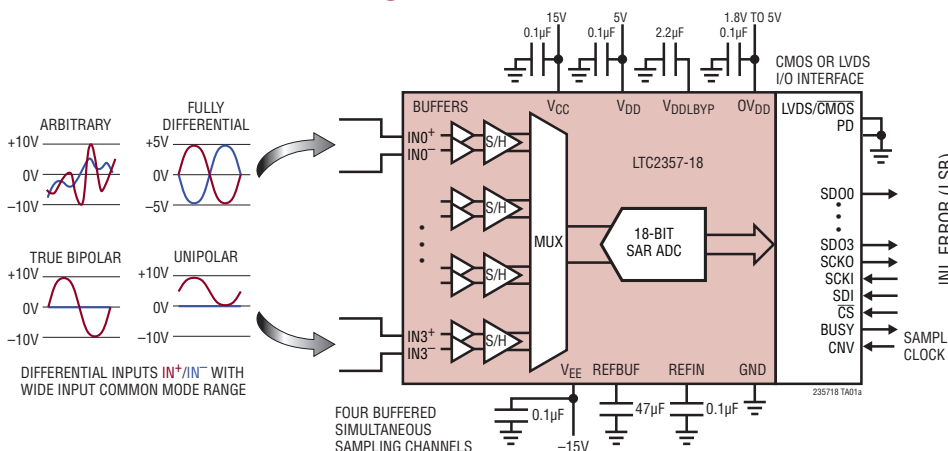 15V
5V
1.8V TO 5V
0.1µF
0.1µF
2.2µF
0.1µF
CMOS OR LVDS
I/O INTERFACE
ARBITRARY
+10V
0V
–10V
FULLY
DIFFERENTIAL
+5V
0V
–5V
TRUE BIPOLAR
+10V
0V
–10V
UNIPOLAR
+10V
0V
–10V
DIFFERENTIAL INPUTS IN+/IN– WITH
WIDE INPUT COMMON MODE RANGE
BUFFERS
VCC
VDD
VDDLBYP
OVDD
LTC2357-18
IN0+
IN0–
S/H
S/H
S/H
IN3+
IN3–
S/H
MUX
18-BIT
SAR ADC
VEE
REFBUF
REFIN
GND
LVDS/CMOS
PD
SDO0
SDO3
SCKO
SCKI
SDI
CS
BUSY
CNV
SAMPL
CLOCK
235718 TA01a
FOUR BUFFERED
SIMULTANEOUS
SAMPLING CHANNELS
0.1µF
–15V
47µF
0.1µF
INL ERROR (LSB)